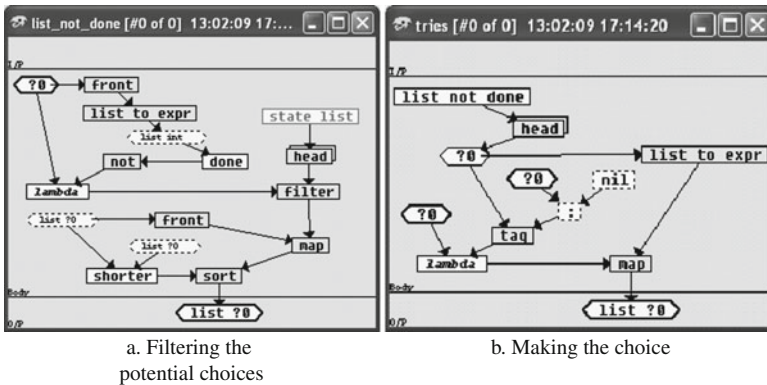 list_not_done [#0 of 0] 13:02:09 17:...
I/P
?0
front
list to expr
list int
state list
head
not
done
lambda
filter
list ?0
front
list ?0
map
shorter
sort
Body
list ?0
O/P
a. Filtering the
potential choices
tries [#0 of 0] 13:02:09 17:14:20
I/P
list not done
head
?0
list to expr
?0
nil
:
?0
tag
lambda
map
Body
list ?0
O/P
b. Making the choice